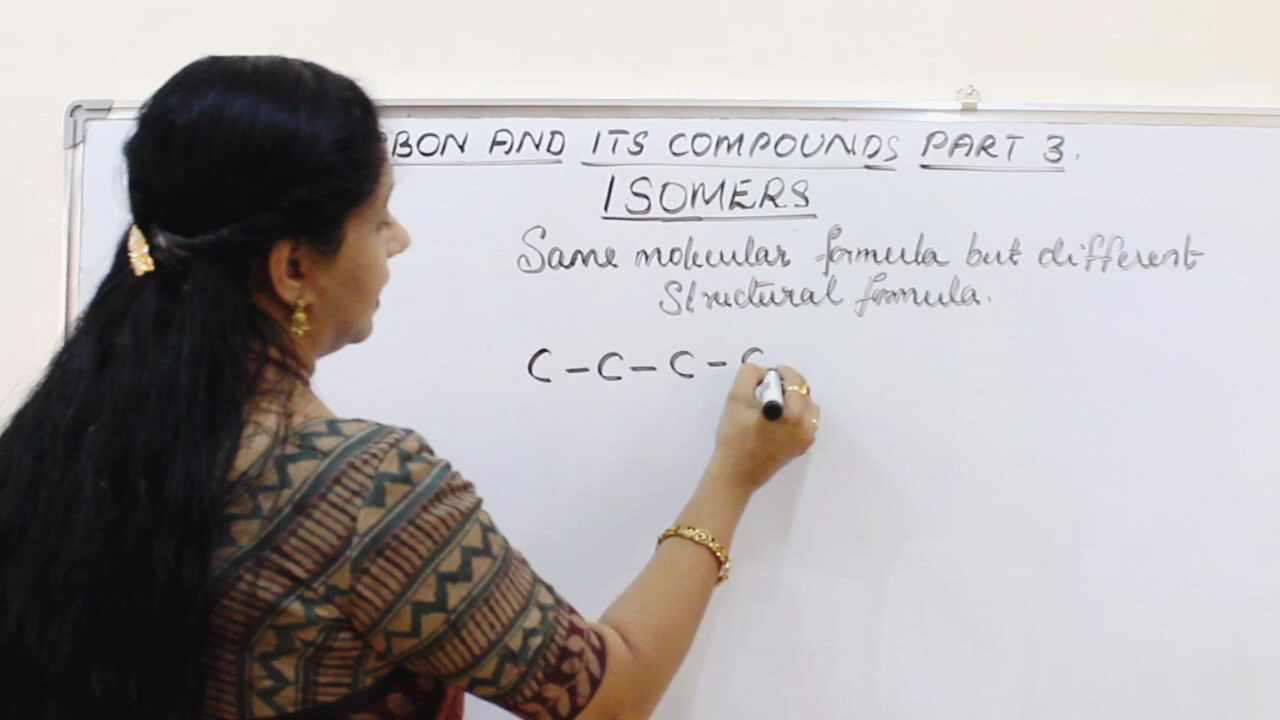 BON AND ITS COMPOUNDS PART 3.
ISOMERS
Same molecular formula but different
Structural formula.
C - C - C - C